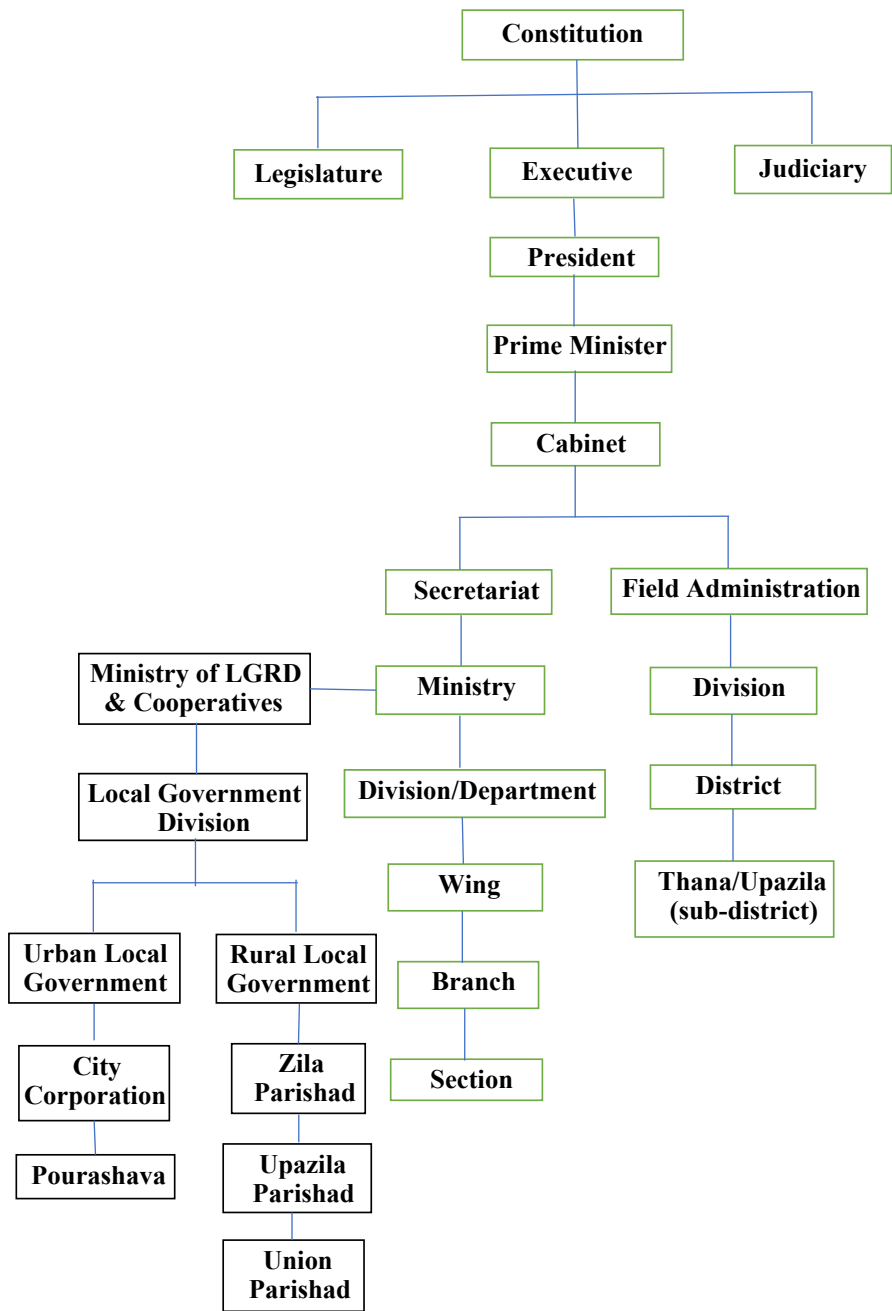 Constitution
Legislature
Executive
Judiciary
President
Prime Minister
Cabinet
Secretariat
Field Administration
Ministry of LGRD
& Cooperatives
Ministry
Division
Local Government
Division
Division/Department
District
Wing
Thana/Upazila
(sub-district)
Urban Local
Government
Rural Local
Government
Branch
City
Corporation
Zila
Parishad
Section
Pourashava
Upazila
Parishad
Union
Parishad